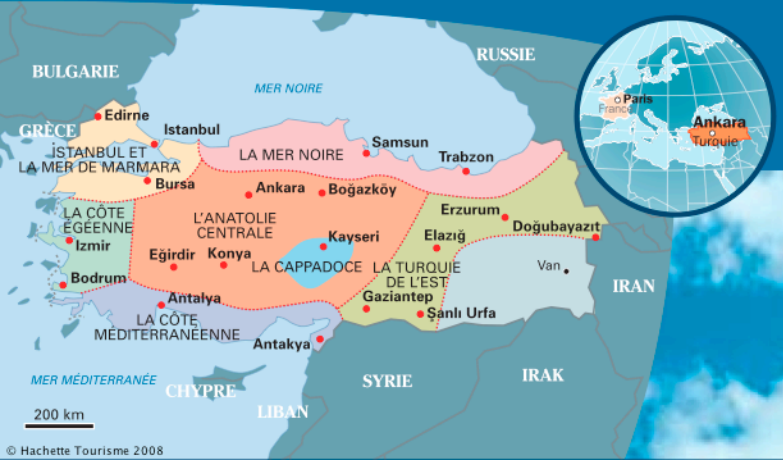 RUSSIE
BULGARIE
MER NOIRE
Paris
France
Ankara
Turquie
Edirne
GRÈCE
Istanbul
İSTANBUL ET
LA MER DE MARMARA
Samsun
LA MER NOIRE
Trabzon
Bursa
Ankara
Boğazköy
LA CÔTE
ÉGÉENNE
L'ANATOLIE
CENTRALE
Erzurum
Doğubayazıt
Izmir
Kayseri
Elazığ
Eğirdir
Konya
LA CAPPADOCE
LA TURQUIE
DE L'EST
Van
Bodrum
IRAN
Antalya
Gaziantep
Şanlı Urfa
LA CÔTE
MÉDITERRANÉENNE
Antakya
MER MÉDITERRANÉE
CHYPRE
SYRIE
IRAK
LIBAN
200 km
© Hachette Tourisme 2008